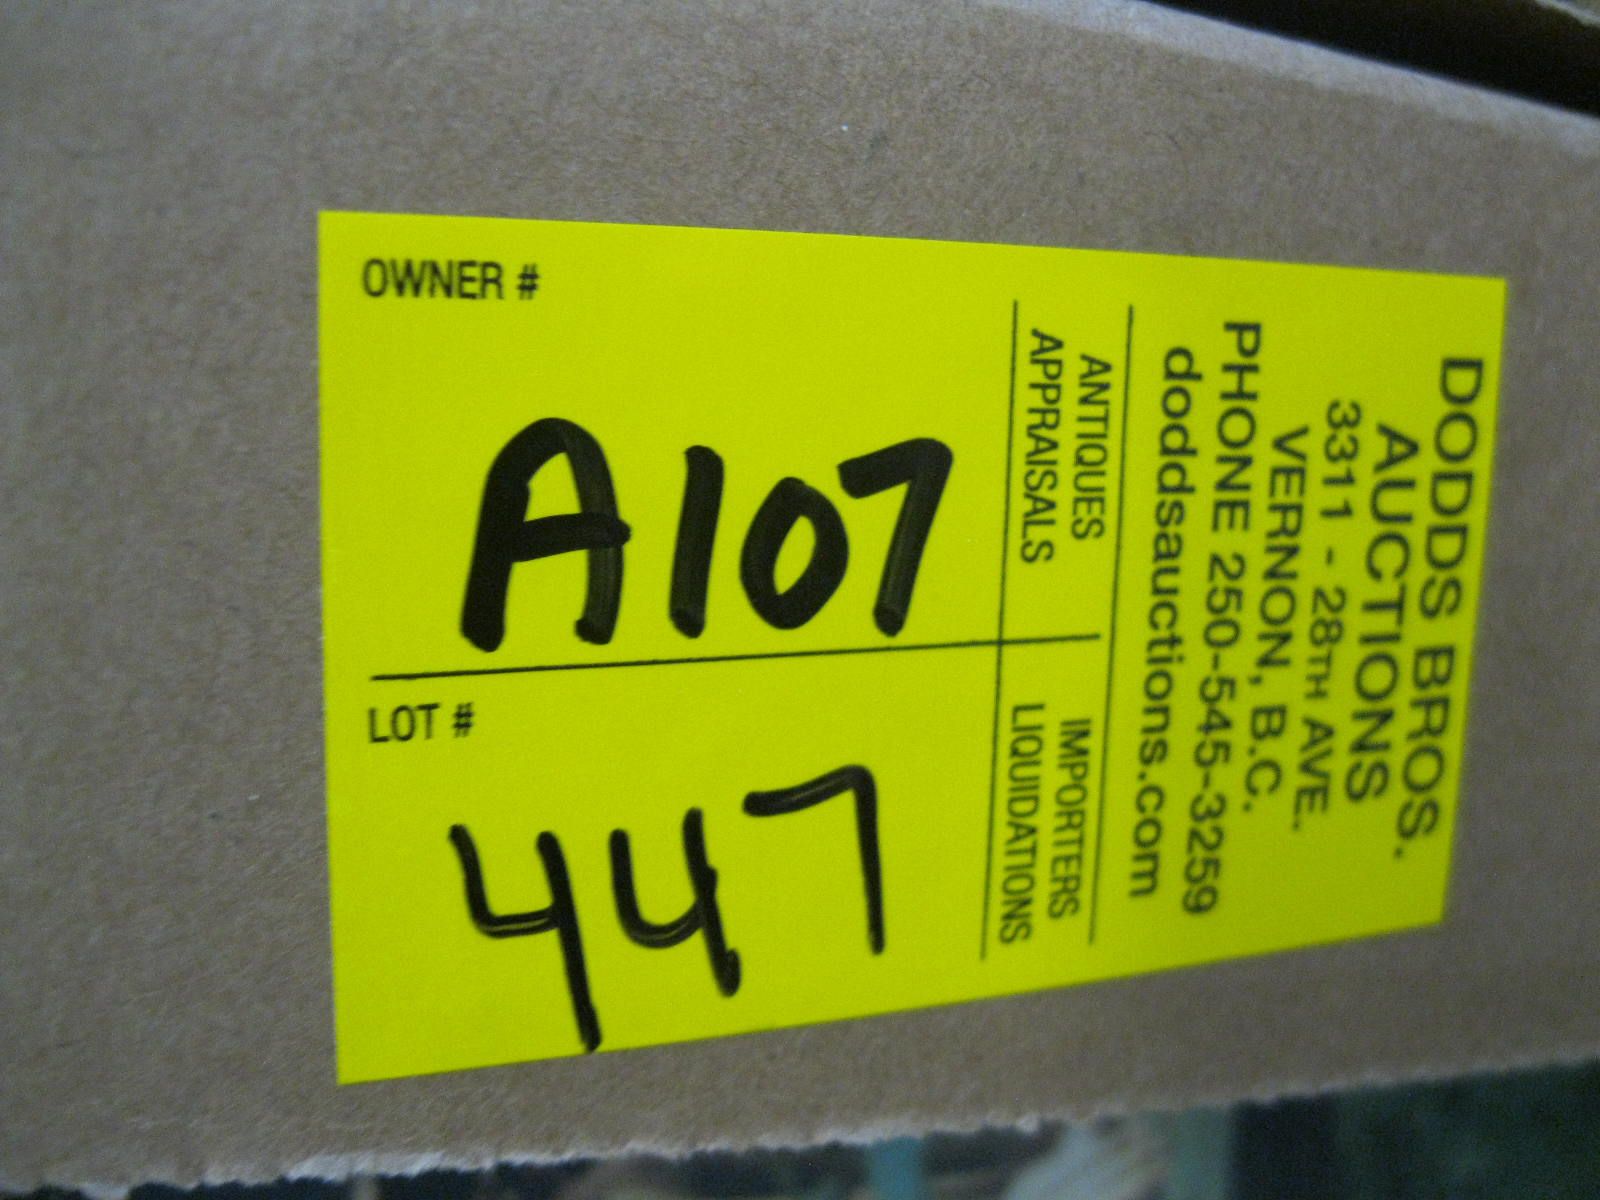 OWNER #
A107
LOT #
447
DODDS BROS.
AUCTIONS
3311 - 28TH AVE.
VERNON, B.C.
PHONE 250-545-3259
doddsauctions.com
ANTIQUES
APPRAISALS
IMPORTERS
LIQUIDATIONS